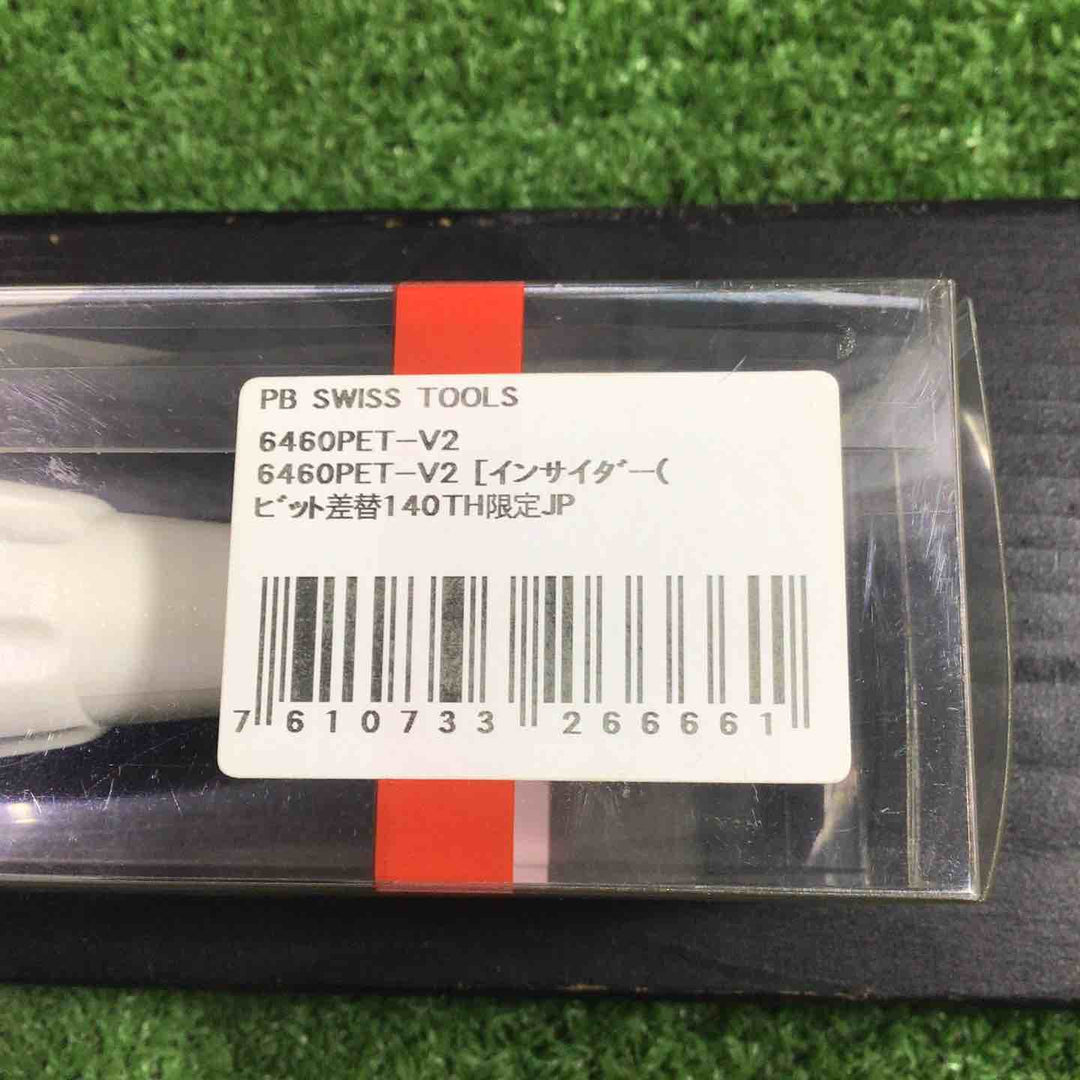 PB SWISS TOOLS
6460PET-V2
6460PET-V2 [インサイダー(
ビット差替140TH限定JP
7 610733 266661